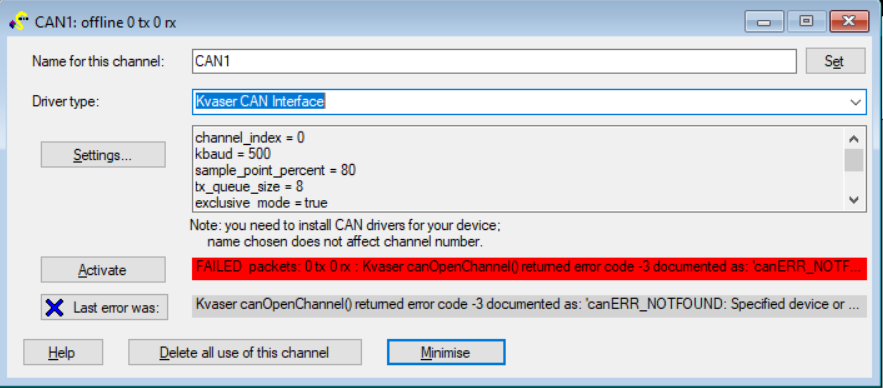 CAN1: offline 0 tx 0 rx
Name for this channel: CAN1 Set
Driver type: Kvaser CAN Interface
Settings...
channel_index = 0
kbaud = 500
sample_point_percent = 80
tx_queue_size = 8
exclusive_mode = true
Note: you need to install CAN drivers for your device;
name chosen does not affect channel number.
Activate FAILED packets: 0 tx 0 rx : Kvaser canOpenChannel() returned error code -3 documented as: 'canERR_NOTF...
Last error was: Kvaser canOpenChannel() returned error code -3 documented as: 'canERR_NOTFOUND: Specified device or ...
Help Delete all use of this channel Minimise